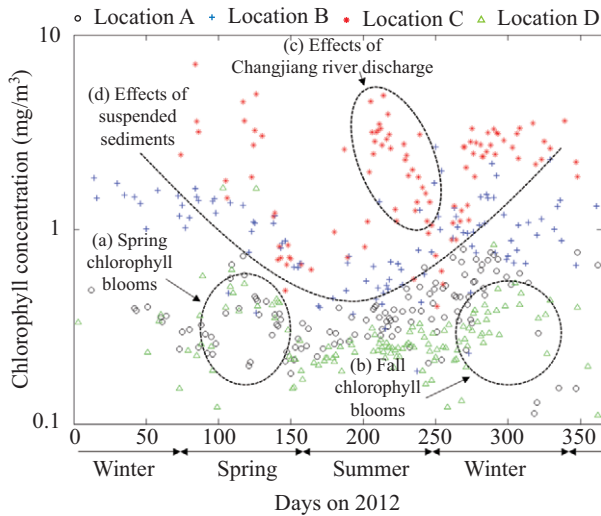 Location A Location B Location C Location D
10
1
0.1
Chlorophyll concentration (mg/m³)
(c) Effects of
Changjiang river discharge
(d) Effects of
suspended
sediments
(a) Spring
chlorophyll
blooms
(b) Fall
chlorophyll
blooms
0 50 100 150 200 250 300 350
Winter Spring Summer Winter
Days on 2012